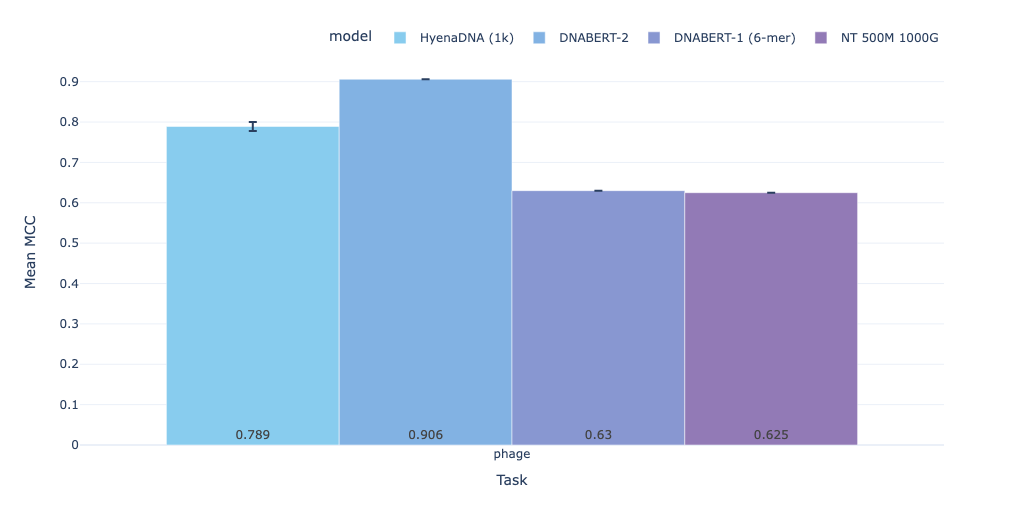 model HyenaDNA (1k) DNABERT-2 DNABERT-1 (6-mer) NT 500M 1000G
0.9
0.8
0.7
0.6
0.5
0.4
0.3
0.2
0.1
0
Mean MCC
0.789 0.906 0.63 0.625
phage
Task